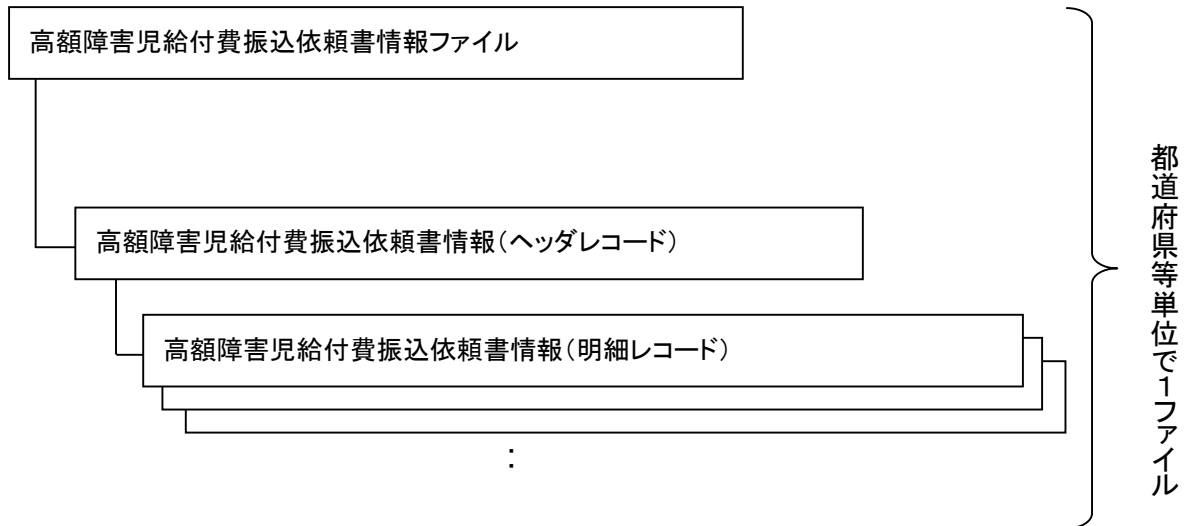 高額障害児給付費振込依頼書情報ファイル
高額障害児給付費振込依頼書情報(ヘッダレコード)
高額障害児給付費振込依頼書情報(明細レコード)
:
都道府県等単位で1ファイル